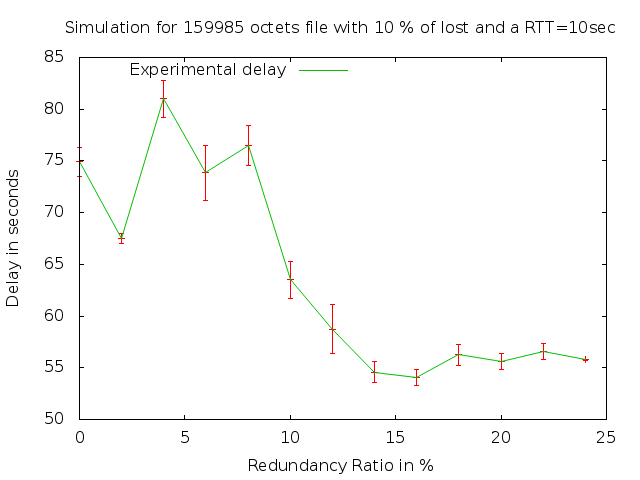 Simulation for 159985 octets file with 10 % of lost and a RTT=10sec
Experimental delay
85
80
75
70
65
60
55
50
Delay in seconds
0 5 10 15 20 25
Redundancy Ratio in %